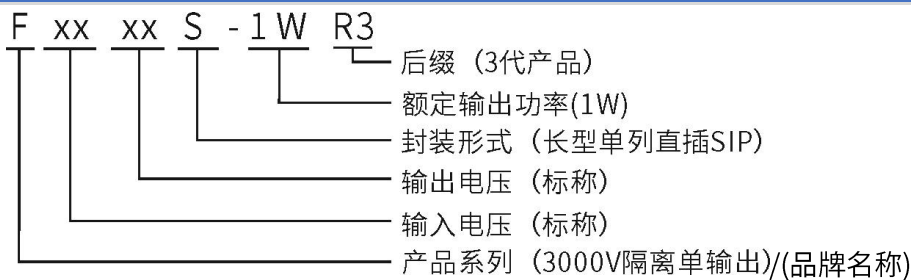 F xx xx S - 1 W R3
后缀（3代产品）
额定输出功率(1W)
封装形式（长型单列直插SIP）
输出电压（标称）
输入电压（标称）
产品系列（3000V隔离单输出)/(品牌名称)